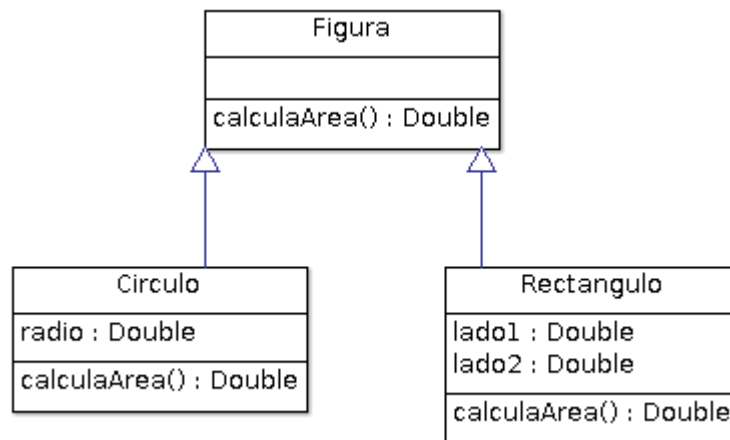 Figura
calculaArea() : Double
Circulo
radio : Double
calculaArea() : Double
Rectangulo
lado1 : Double
lado2 : Double
calculaArea() : Double